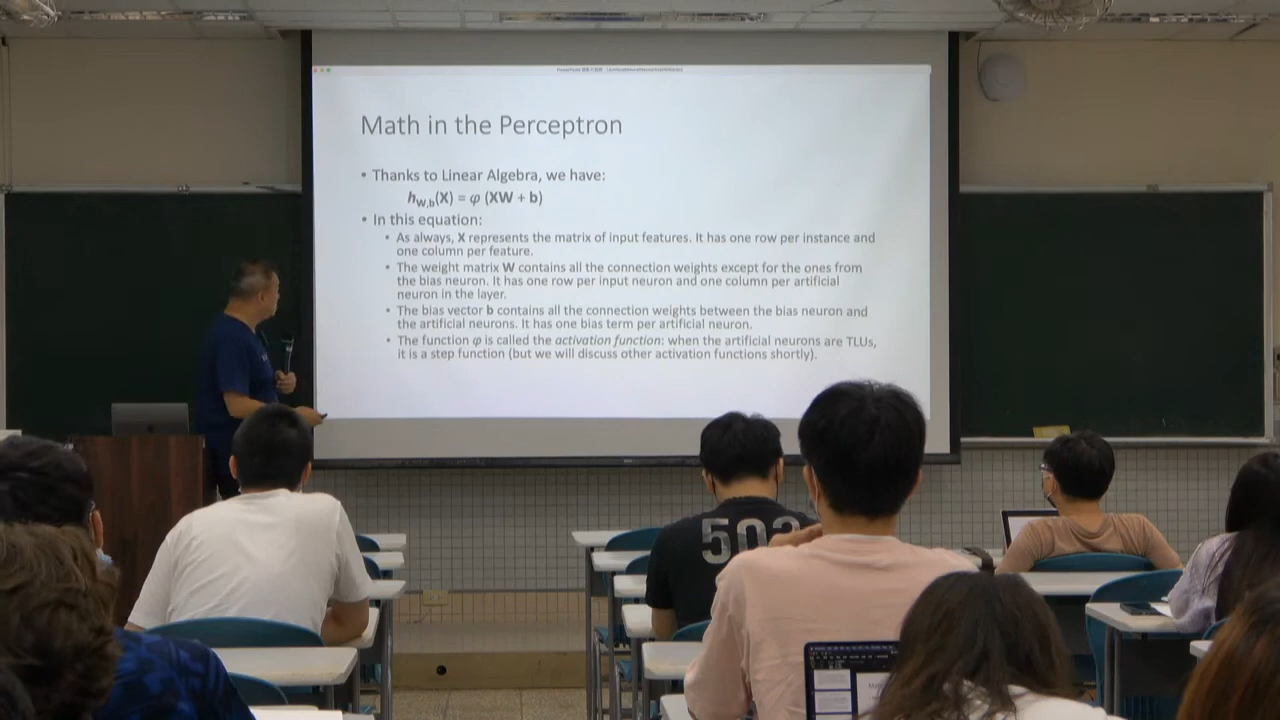 Math in the Perceptron
• Thanks to Linear Algebra, we have:
h_W,b(X) = φ (XW + b)
• In this equation:
• As always, X represents the matrix of input features. It has one row per instance and
one column per feature.
• The weight matrix W contains all the connection weights except for the ones from
the bias neuron. It has one row per input neuron and one column per artificial
neuron in the layer.
• The bias vector b contains all the connection weights between the bias neuron and
the artificial neurons. It has one bias term per artificial neuron.
• The function φ is called the activation function: when the artificial neurons are TLUs,
it is a step function (but we will discuss other activation functions shortly).
503